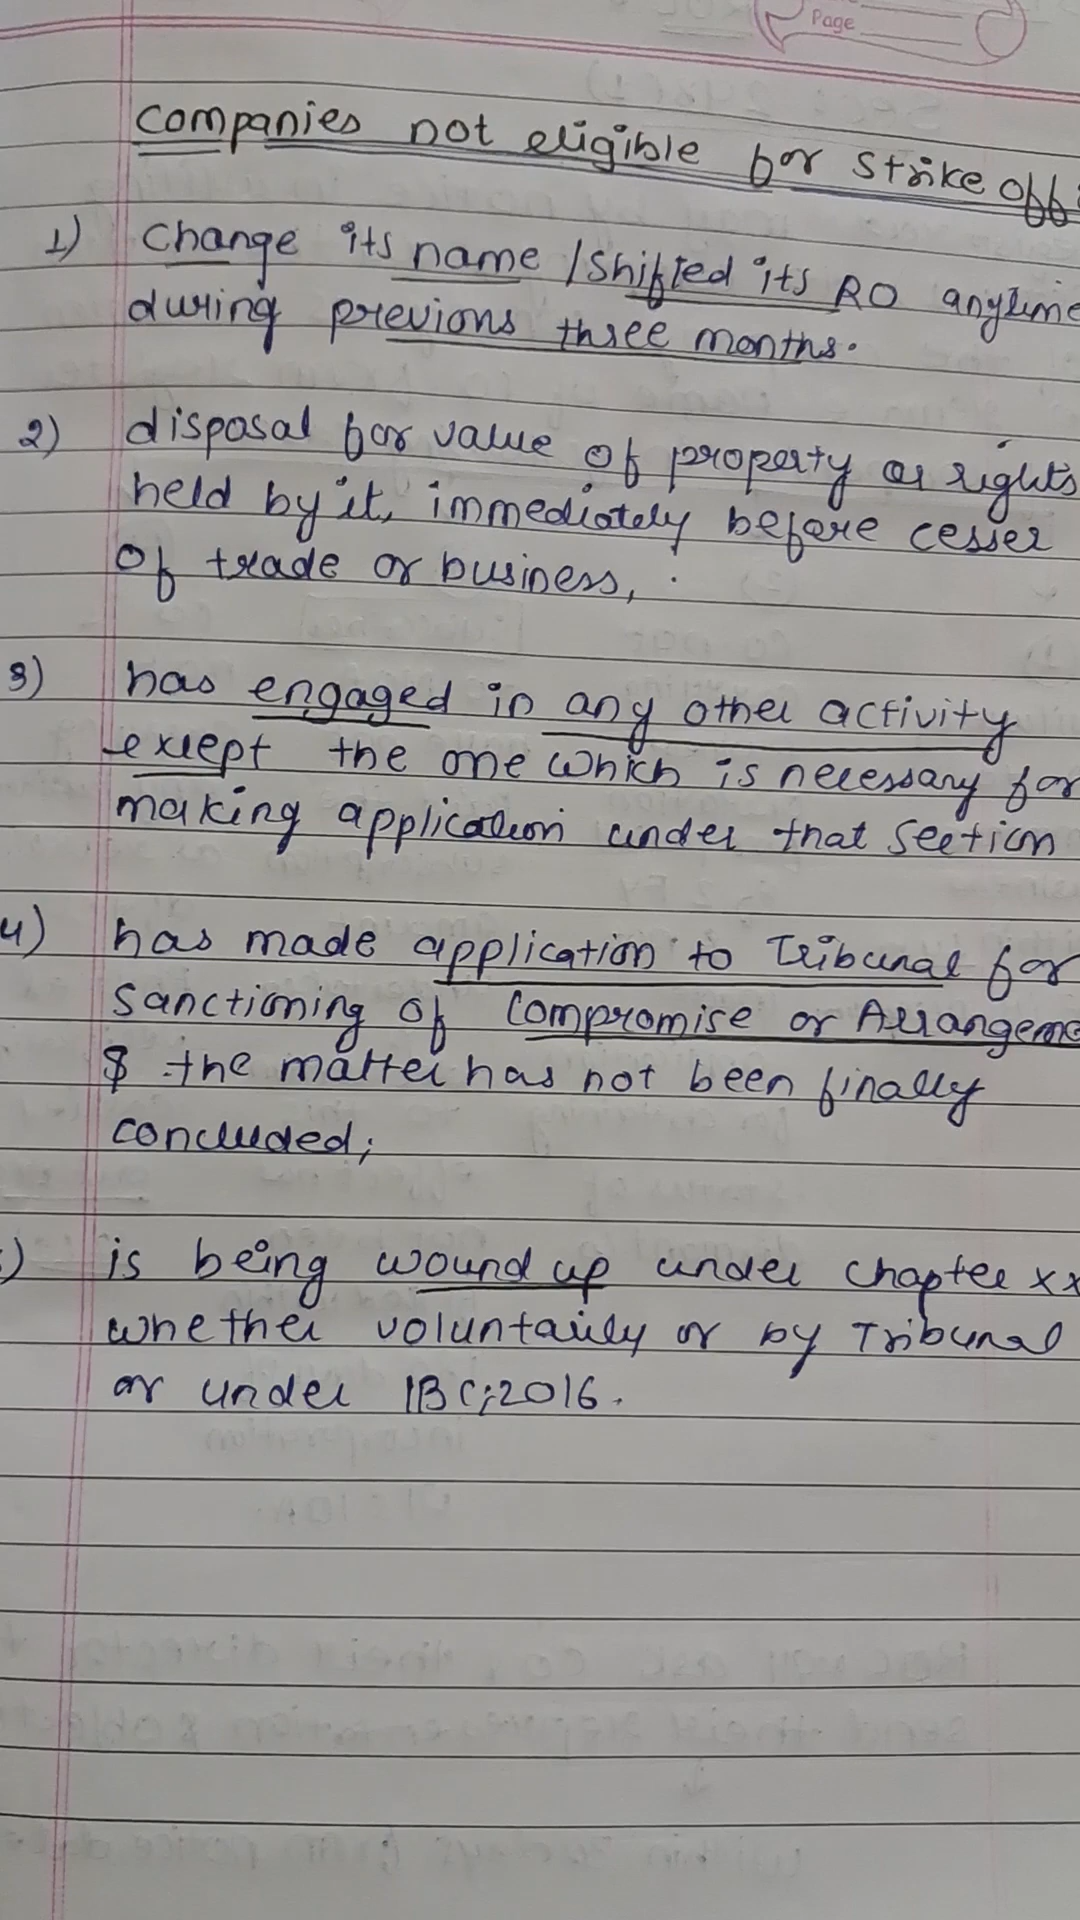 Page
Companies not eligible for strike off:
1) Change its name / Shifted its RO anytime
during previous three months.
2) disposal for value of property or rights
held by it, immediately before cesser
of trade or business,
3) has engaged in any other activity
except the one which is necessary for
making application under that section
4) has made application to Tribunal for
sanctioning of Compromise or Arrangeme
& the matter has not been finally
concluded;
) is being wound up under chapter xx
whether voluntarily or by Tribunal
or under IBC, 2016.